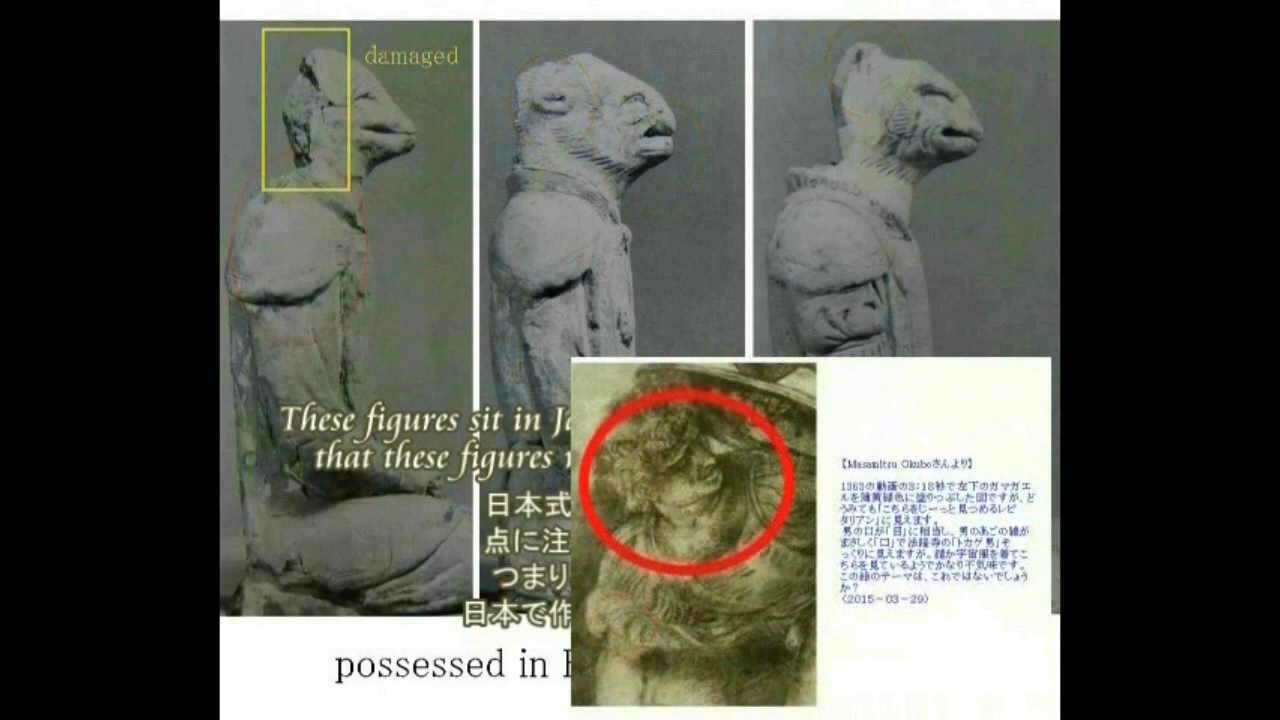 damaged
These figures sit in Ja
that these figures
日本式
点に注
つまり
日本で作
possessed in
【Masamitsu Okuboさんより】
1363の動画の3:18秒で左下のガマガエ
ルを薄黄緑色に塗りつぶした図ですが、ど
うみても「こちらをじーっと見つめるレピ
タリアン」に見えます。
男の口が「目」に相当し、男のあごの線が
まさしく「口」で法隆寺の「トカゲ男」そ
っくりに見えますが、顔か宇宙服を着てこ
ちらを見ているようでかなり不気味です。
この絵のテーマは、これではないでしょう
か?
<2015-03-29>